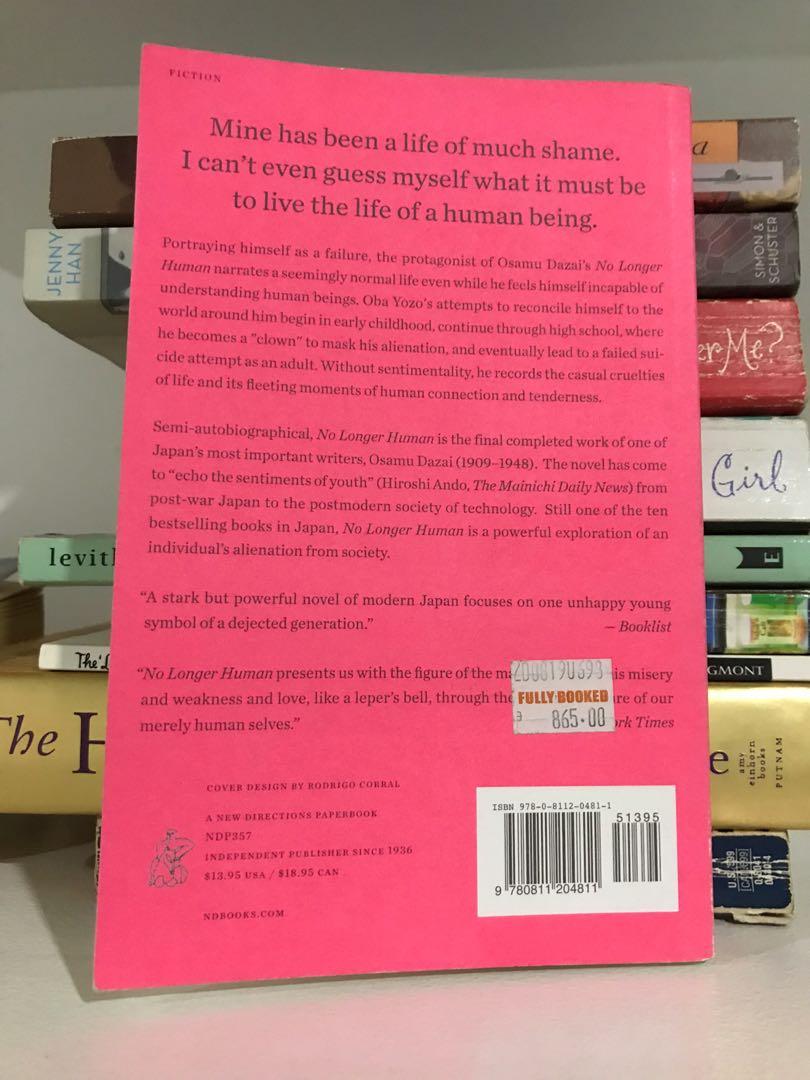 FICTION
Mine has been a life of much shame.
I can't even guess myself what it must be
to live the life of a human being.
Portraying himself as a failure, the protagonist of Osamu Dazai's No Longer
Human narrates a seemingly normal life even while he feels himself incapable of
understanding human beings. Oba Yozo's attempts to reconcile himself to the
world around him begin in early childhood, continue through high school, where
he becomes a "clown" to mask his alienation, and eventually lead to a failed sui-
cide attempt as an adult. Without sentimentality, he records the casual cruelties
of life and its fleeting moments of human connection and tenderness.
Semi-autobiographical, No Longer Human is the final completed work of one of
Japan's most important writers, Osamu Dazai (1909–1948). The novel has come
to "echo the sentiments of youth" (Hiroshi Ando, The Mainichi Daily News) from
post-war Japan to the postmodern society of technology. Still one of the ten
bestselling books in Japan, No Longer Human is a powerful exploration of an
individual's alienation from society.
"A stark but powerful novel of modern Japan focuses on one unhappy young
symbol of a dejected generation."
— Booklist
"No Longer Human presents us with the figure of the is misery
and weakness and love, like a leper's bell, through the of our
merely human selves."
Times
FULLY BOOKED
865.00
COVER DESIGN BY RODRIGO CORRAL
A NEW DIRECTIONS PAPERBOOK
NDP357
INDEPENDENT PUBLISHER SINCE 1936
$13.95 USA / $18.95 CAN
NDBOOKS.COM
ISBN 978-0-8112-0481-1
51395
9 780811 204811
JENNY
HAN
The
The
a
SIMON &
SCHUSTER
Me?
Girl
E
GMONT
e
amy
einhorn
books
PUTNAM